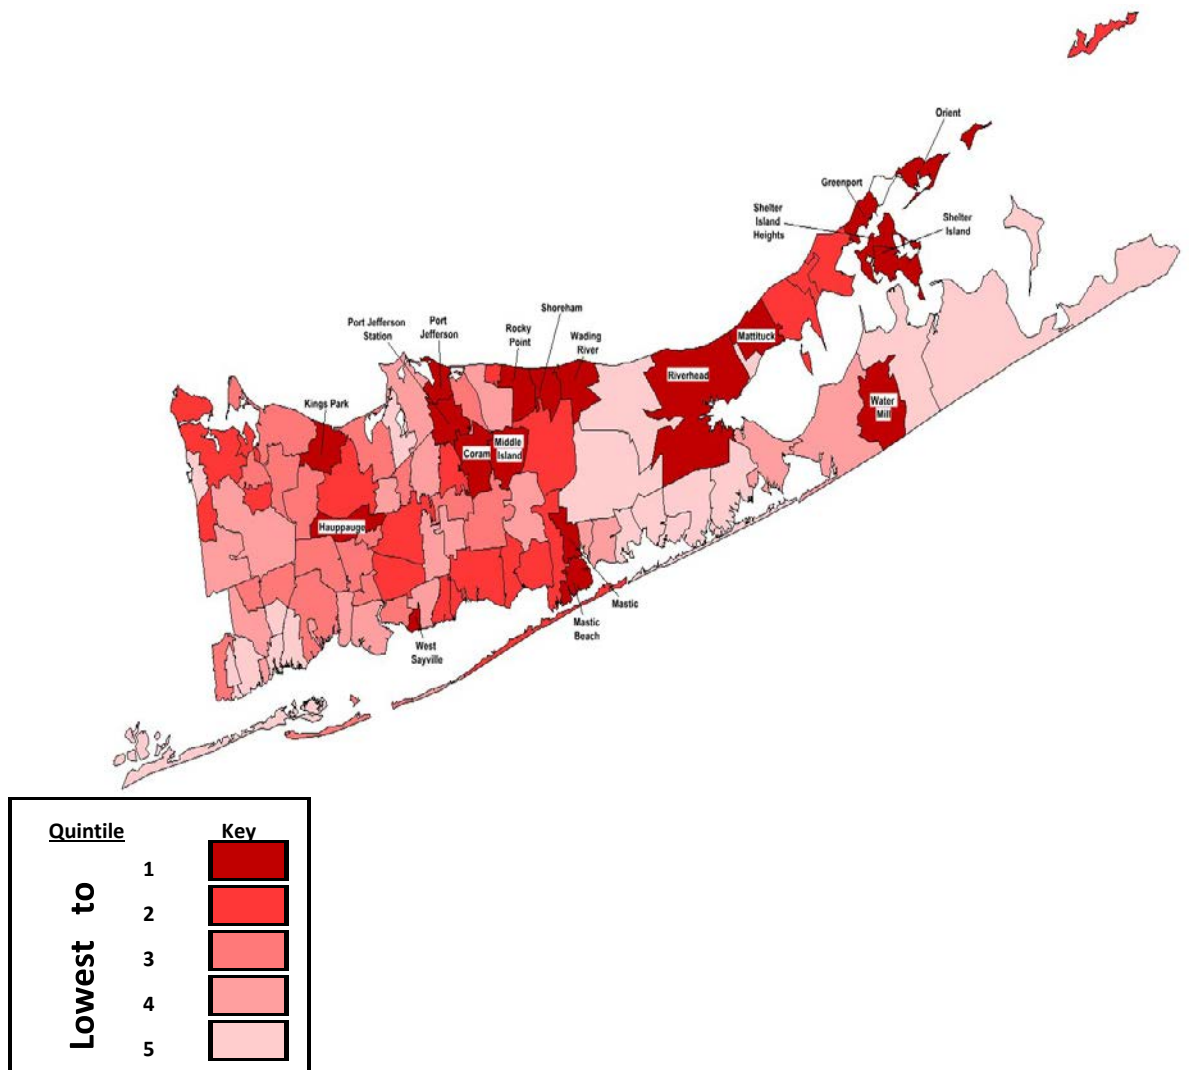 Orient
Greenport
Shelter
Island
Heights
Shelter
Island
Shoreham
Port Jefferson
Station
Port
Jefferson
Rocky
Point
Wading
River
Mattituck
Riverhead
Kings Park
Water
Mill
Coram
Middle
Island
Hauppauge
Mastic
Mastic
Beach
West
Sayville
Quintile Key
Lowest to
1
2
3
4
5